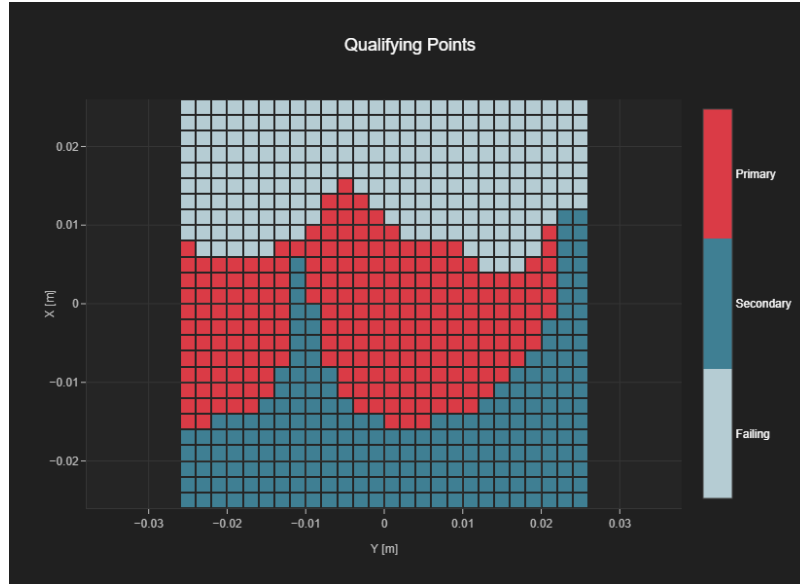 Qualifying Points
X [m]
0.02
0.01
0
−0.01
−0.02
−0.03
−0.02
−0.01
0
0.01
0.02
0.03
Y [m]
Primary
Secondary
Failing